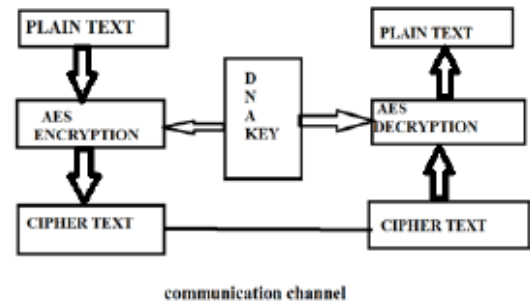 PLAIN TEXT
AES
ENCRYPTION
CIPHER TEXT
D
N
A
KEY
PLAIN TEXT
AES
DECRYPTION
CIPHER TEXT
communication channel